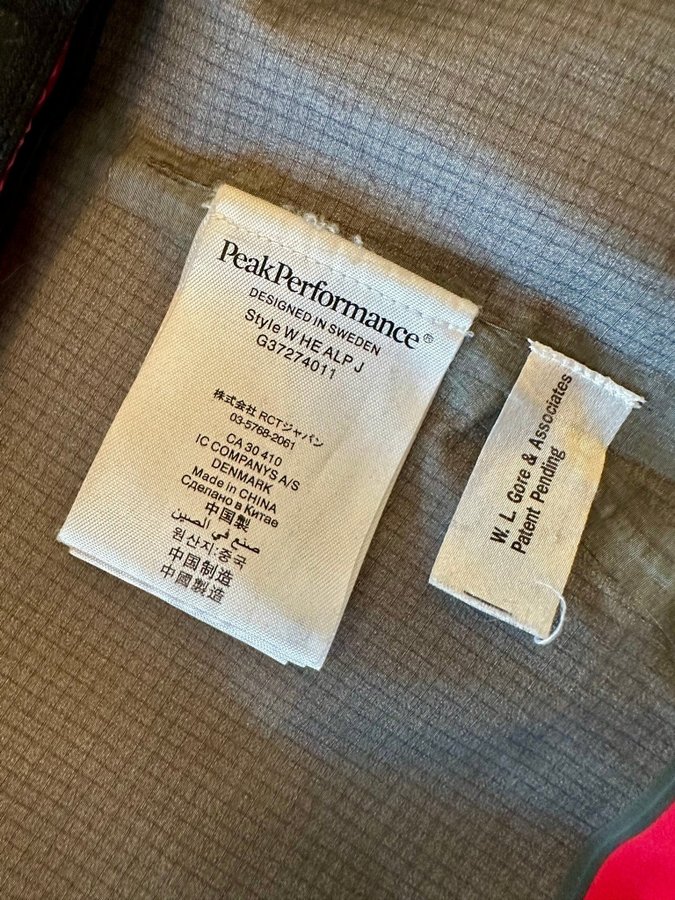 PeakPerformance®
DESIGNED IN SWEDEN
Style W HE ALP J
G37274011
株式会社 RCTジャパン
03-5768-2061
CA 30 410
IC COMPANYS A/S
DENMARK
Made in CHINA
Сделано в Китае
中国製
صنع في الصين
원산지:중국
中国制造
中國製造
W. L. Gore & Associates
Patent Pending